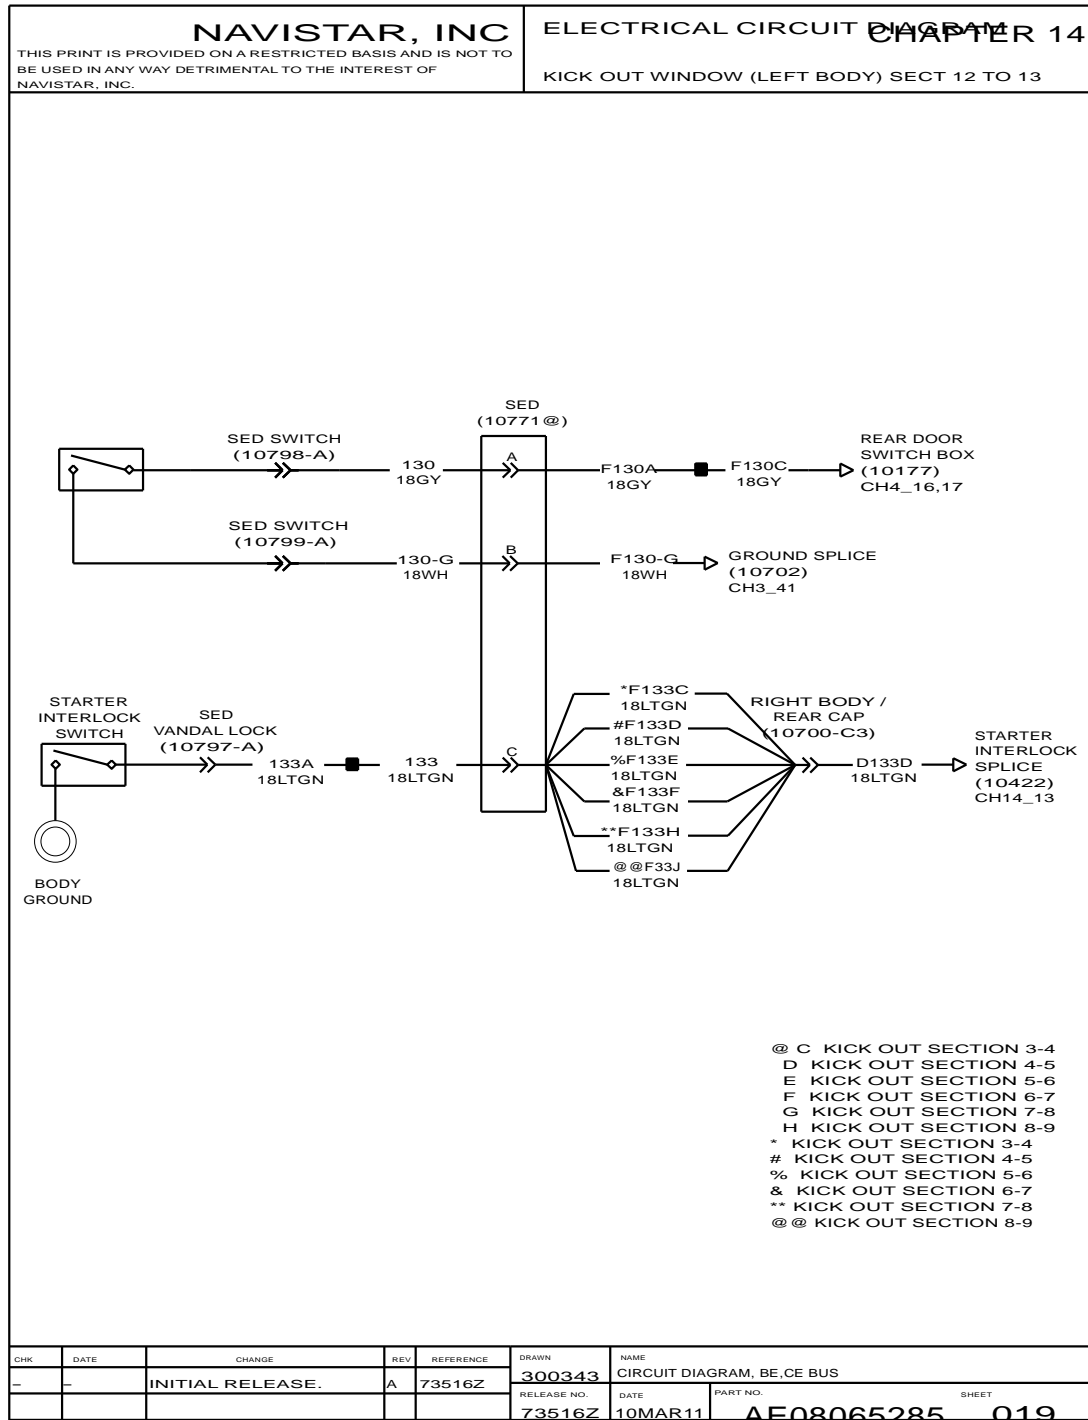 NAVISTAR, INC
THIS PRINT IS PROVIDED ON A RESTRICTED BASIS AND IS NOT TO
BE USED IN ANY WAY DETRIMENTAL TO THE INTEREST OF
NAVISTAR, INC.
ELECTRICAL CIRCUIT DIAGRAM
CHAPTER 14
KICK OUT WINDOW (LEFT BODY) SECT 12 TO 13
SED
(10771@)
SED SWITCH
(10798-A)
130
18GY
A
F130A
18GY
F130C
18GY
REAR DOOR
SWITCH BOX
(10177)
CH4_16,17
SED SWITCH
(10799-A)
130-G
18WH
B
F130-G
18WH
GROUND SPLICE
(10702)
CH3_41
STARTER
INTERLOCK
SWITCH
SED
VANDAL LOCK
(10797-A)
133A
18LTGN
133
18LTGN
C
*F133C
18LTGN
#F133D
18LTGN
%F133E
18LTGN
&F133F
18LTGN
**F133H
18LTGN
@@F33J
18LTGN
RIGHT BODY /
REAR CAP
(10700-C3)
D133D
18LTGN
STARTER
INTERLOCK
SPLICE
(10422)
CH14_13
BODY
GROUND
@ C KICK OUT SECTION 3-4
D KICK OUT SECTION 4-5
E KICK OUT SECTION 5-6
F KICK OUT SECTION 6-7
G KICK OUT SECTION 7-8
H KICK OUT SECTION 8-9
* KICK OUT SECTION 3-4
# KICK OUT SECTION 4-5
% KICK OUT SECTION 5-6
& KICK OUT SECTION 6-7
** KICK OUT SECTION 7-8
@@ KICK OUT SECTION 8-9
CHK DATE CHANGE REV REFERENCE
- - INITIAL RELEASE. A 73516Z
DRAWN
300343
NAME
CIRCUIT DIAGRAM, BE,CE BUS
RELEASE NO.
73516Z
DATE
10MAR11
PART NO.
AE08065285
SHEET
019